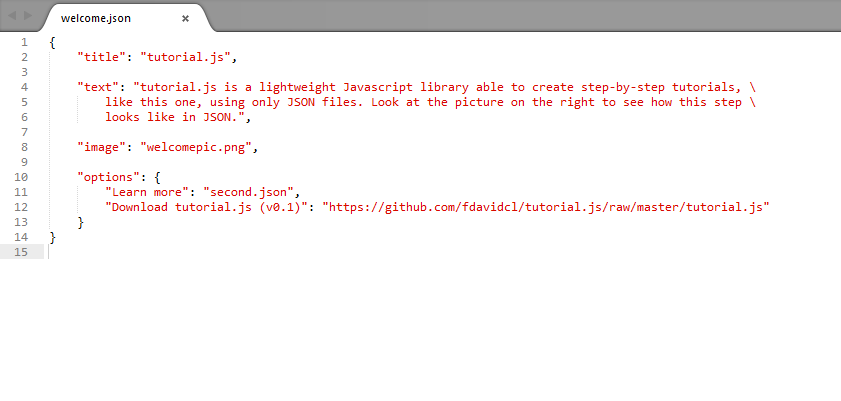 welcome.json ×
1 {
2     "title": "tutorial.js",
3
4     "text": "tutorial.js is a lightweight Javascript library able to create step-by-step tutorials, \
5         like this one, using only JSON files. Look at the picture on the right to see how this step \
6         looks like in JSON.",
7
8     "image": "welcomepic.png",
9
10     "options": {
11         "Learn more": "second.json",
12         "Download tutorial.js (v0.1)": "https://github.com/fdavidcl/tutorial.js/raw/master/tutorial.js"
13     }
14 }
15